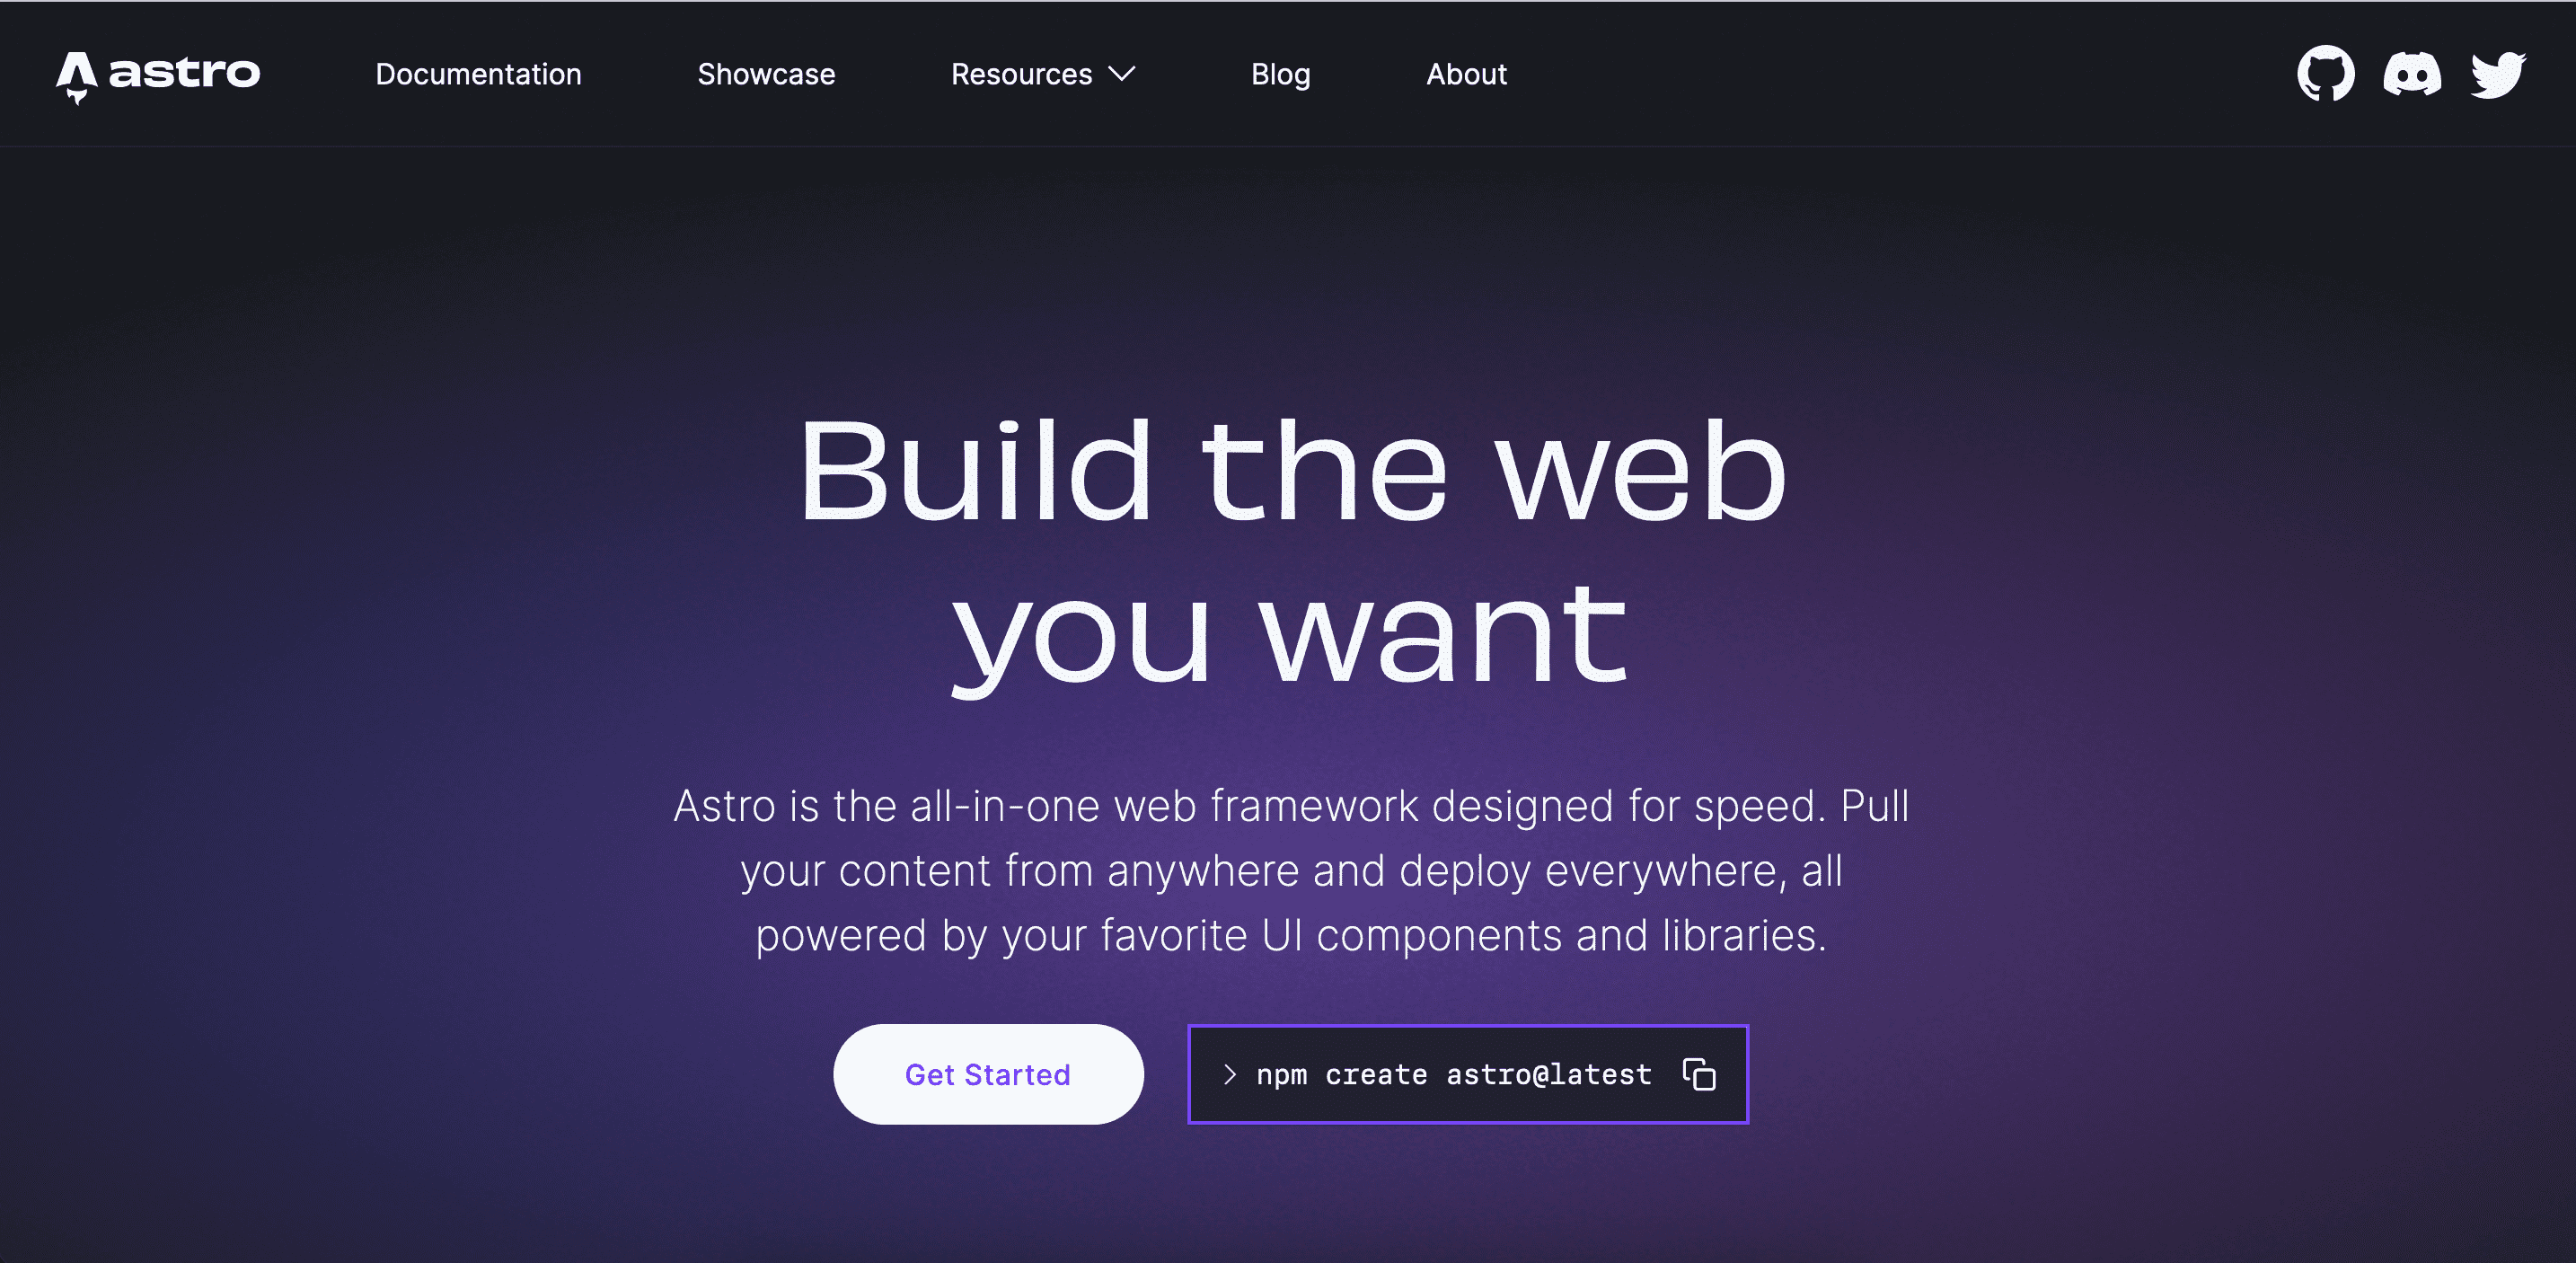 astro
Documentation
Showcase
Resources
Blog
About
Build the web
you want
Astro is the all-in-one web framework designed for speed. Pull
your content from anywhere and deploy everywhere, all
powered by your favorite UI components and libraries.
Get Started
> npm create astro@latest